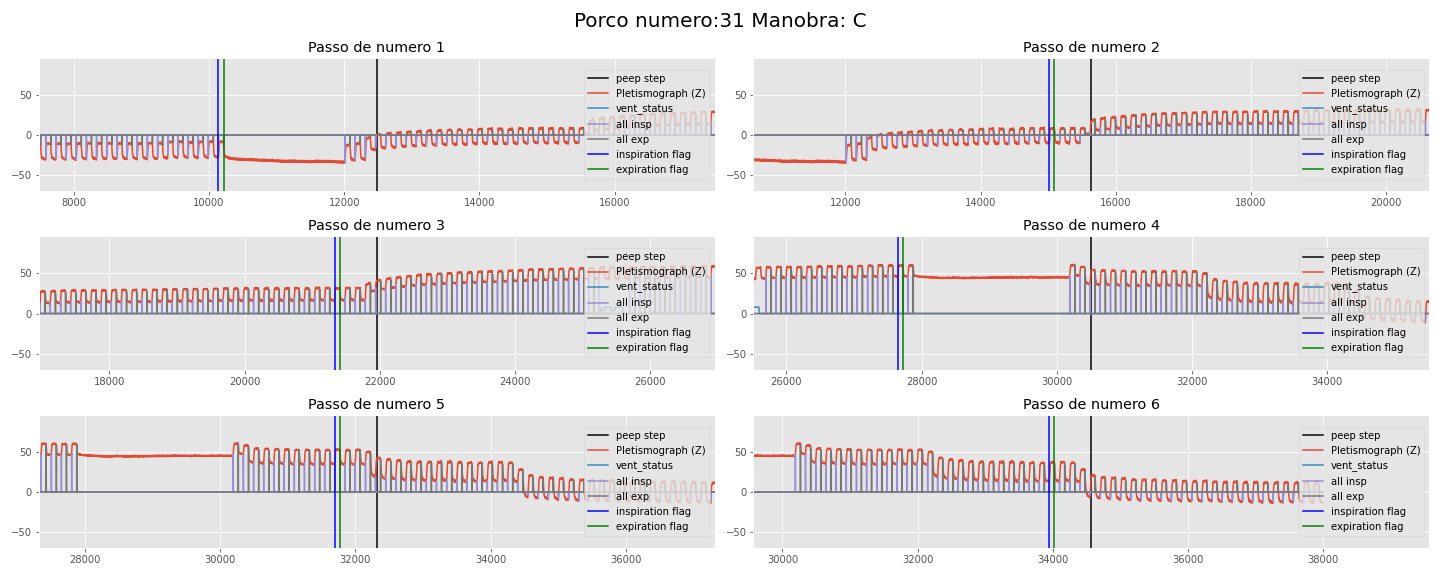 Porco numero:31 Manobra: C
Passo de numero 1
50
0
−50
8000 10000 12000 14000 16000
peep step
Pletismograph (Z)
vent_status
all insp
all exp
inspiration flag
expiration flag
Passo de numero 2
50
0
−50
12000 14000 16000 18000 20000
peep step
Pletismograph (Z)
vent_status
all insp
all exp
inspiration flag
expiration flag
Passo de numero 3
50
0
−50
18000 20000 22000 24000 26000
peep step
Pletismograph (Z)
vent_status
all insp
all exp
inspiration flag
expiration flag
Passo de numero 4
50
0
−50
26000 28000 30000 32000 34000
peep step
Pletismograph (Z)
vent_status
all insp
all exp
inspiration flag
expiration flag
Passo de numero 5
50
0
−50
28000 30000 32000 34000 36000
peep step
Pletismograph (Z)
vent_status
all insp
all exp
inspiration flag
expiration flag
Passo de numero 6
50
0
−50
30000 32000 34000 36000 38000
peep step
Pletismograph (Z)
vent_status
all insp
all exp
inspiration flag
expiration flag